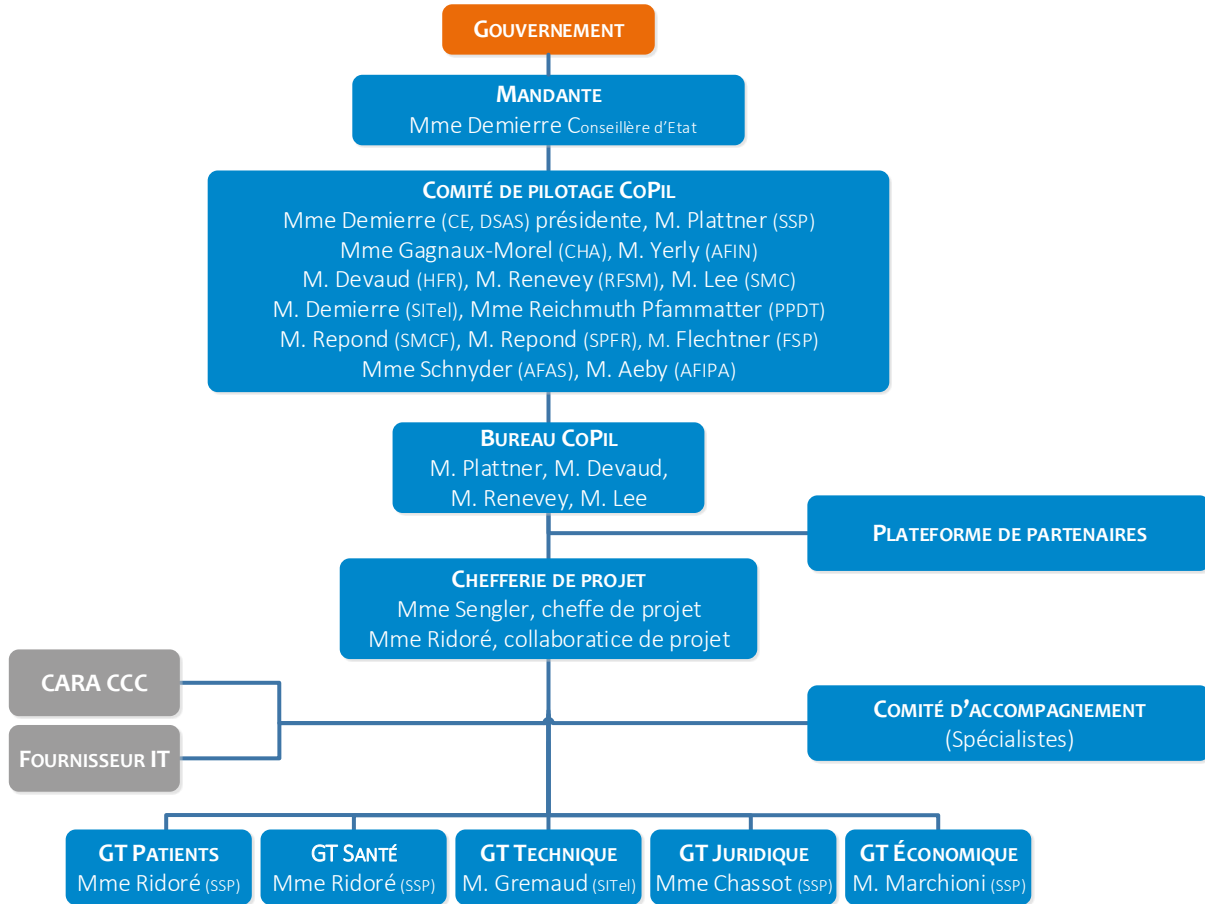 GOUVERNEMENT
MANDANTE
Mme Demierre Conseillère d'Etat
COMITÉ DE PILOTAGE COPIL
Mme Demierre (CE, DSAS) présidente, M. Plattner (SSP)
Mme Gagnaux-Morel (CHA), M. Yerly (AFIN)
M. Devaud (HFR), M. Renevey (RFSM), M. Lee (SMC)
M. Demierre (SITel), Mme Reichmuth Pfammatter (PPDT)
M. Repond (SMCF), M. Repond (SPFR), M. Flechtner (FSP)
Mme Schnyder (AFAS), M. Aeby (AFIPA)
BUREAU COPIL
M. Plattner, M. Devaud,
M. Renevey, M. Lee
PLATEFORME DE PARTENAIRES
CHEFFERIE DE PROJET
Mme Sengler, cheffe de projet
Mme Ridoré, collaboratice de projet
CARA CCC
FOURNISSEUR IT
COMITÉ D'ACCOMPAGNEMENT
(Spécialistes)
GT PATIENTS
Mme Ridoré (SSP)
GT SANTÉ
Mme Ridoré (SSP)
GT TECHNIQUE
M. Gremaud (SITel)
GT JURIDIQUE
Mme Chassot (SSP)
GT ÉCONOMIQUE
M. Marchioni (SSP)